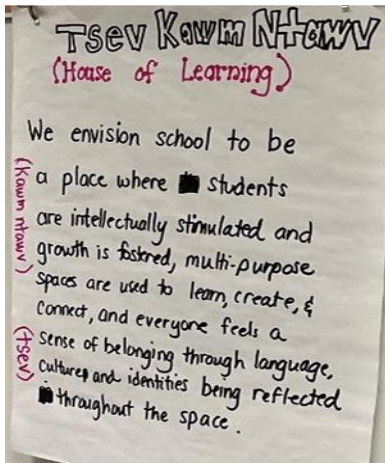 Tsev Kawm Ntawv
(House of Learning)
We envision school to be
a place where students
are intellectually stimulated and
growth is fostered, multi-purpose
spaces are used to learn, create, &
connect, and everyone feels a
sense of belonging through language,
culture, and identities being reflected
throughout the space.
(kawm ntawv)
(tsev)